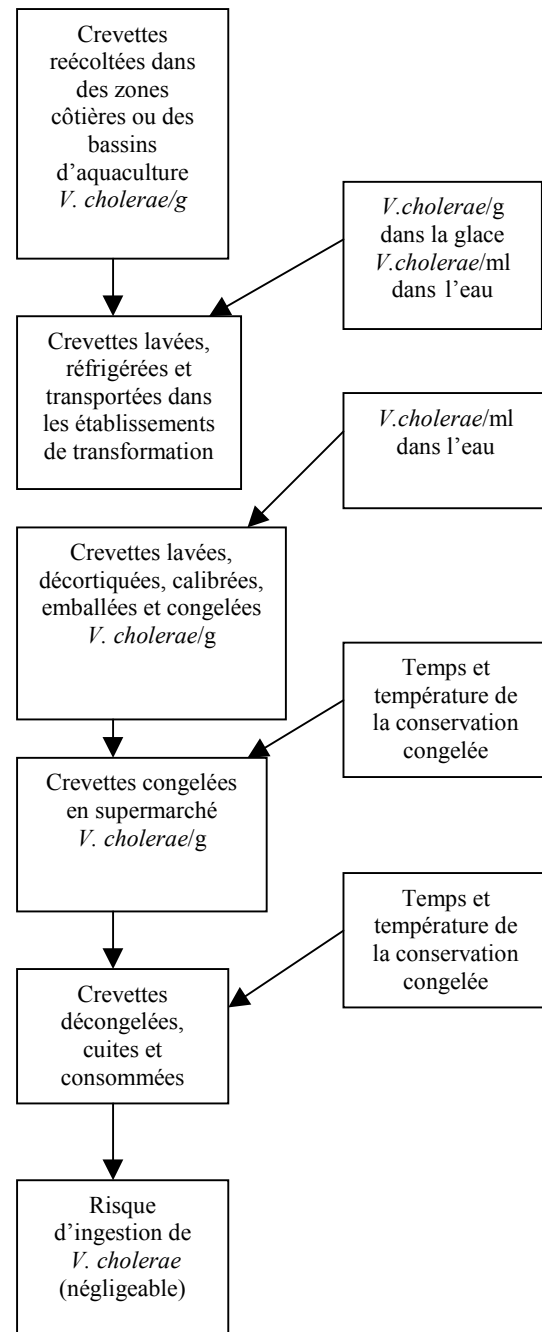 Crevettes
reécoltées dans
des zones
côtières ou des
bassins
d'aquaculture
V. cholerae/g
V.cholerae/g
dans la glace
V.cholerae/ml
dans l'eau
Crevettes lavées,
réfrigérées et
transportées dans
les établissements
de transformation
V.cholerae/ml
dans l'eau
Crevettes lavées,
décortiquées, calibrées,
emballées et congelées
V. cholerae/g
Temps et
température de
la conservation
congelée
Crevettes congelées
en supermarché
V. cholerae/g
Temps et
température de
la conservation
congelée
Crevettes
décongelées,
cuites et
consommées
Risque
d'ingestion de
V. cholerae
(négligeable)